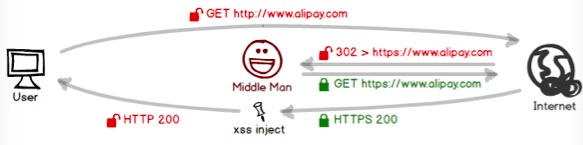 GET http://www.alipay.com
302 > https://www.alipay.com
Middle Man
GET https://www.alipay.com
User
Internet
HTTP 200
xss inject
HTTPS 200